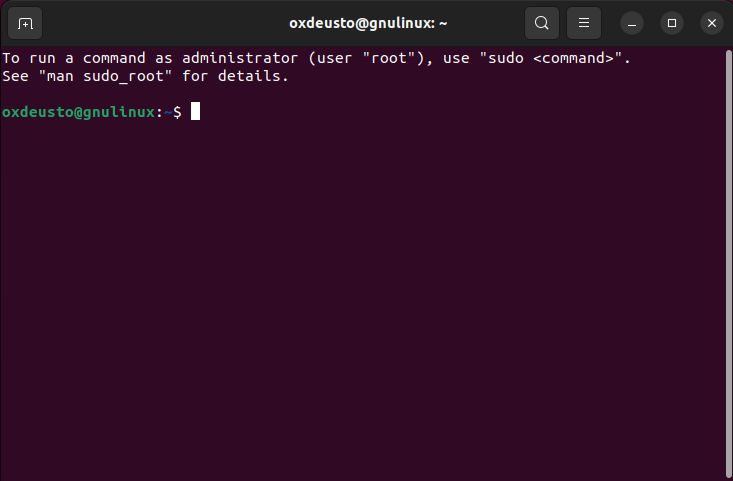 oxdeusto@gnulinux: ~
To run a command as administrator (user "root"), use "sudo <command>".
See "man sudo_root" for details.
oxdeusto@gnulinux:~$